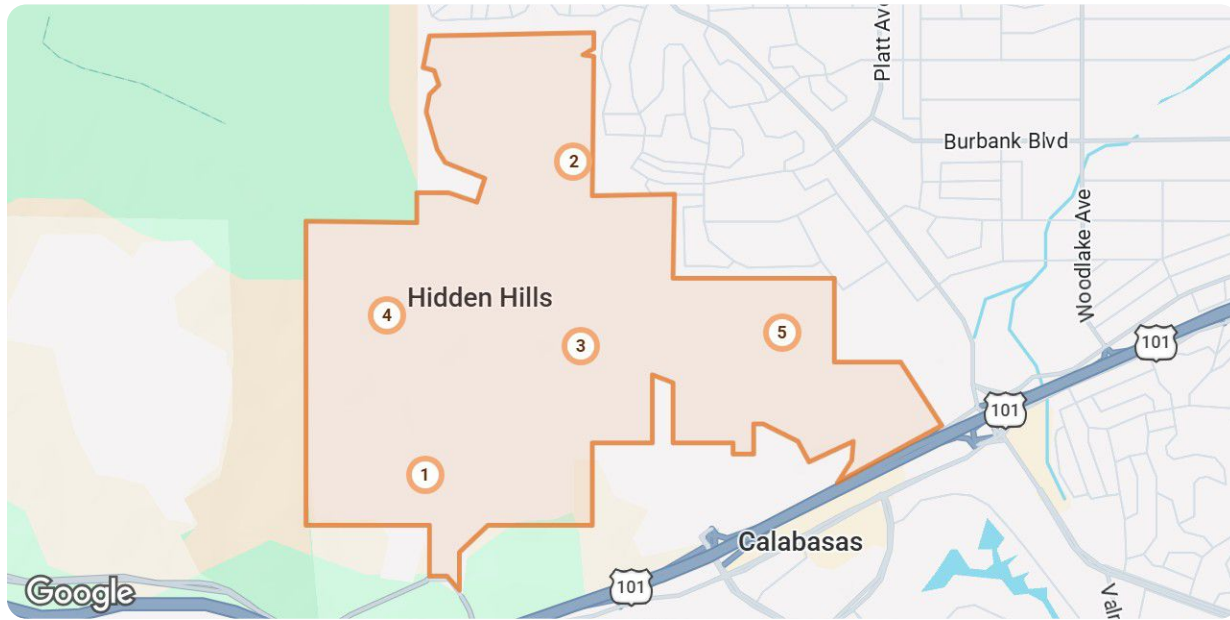 Platt Ave
Burbank Blvd
2
Woodlake Ave
Hidden Hills
4
5
3
101
101
1
Calabasas
101
Google